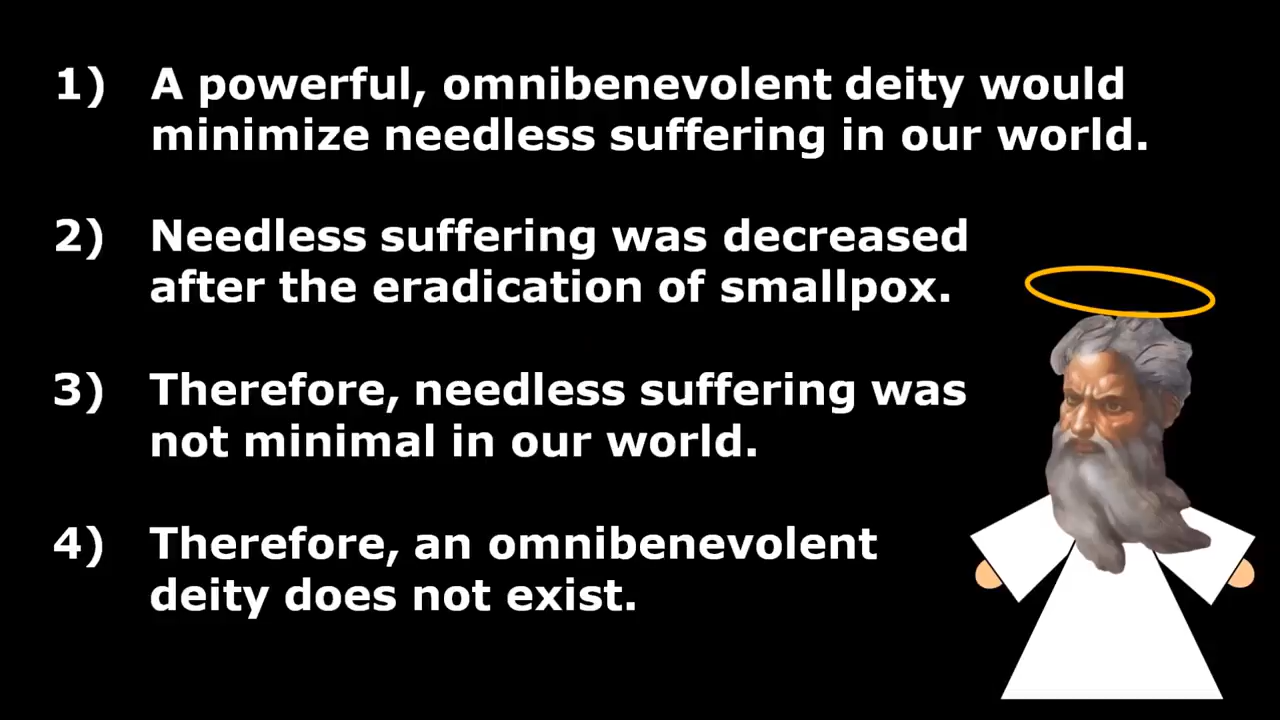 1) A powerful, omnibenevolent deity would
minimize needless suffering in our world.
2) Needless suffering was decreased
after the eradication of smallpox.
3) Therefore, needless suffering was
not minimal in our world.
4) Therefore, an omnibenevolent
deity does not exist.